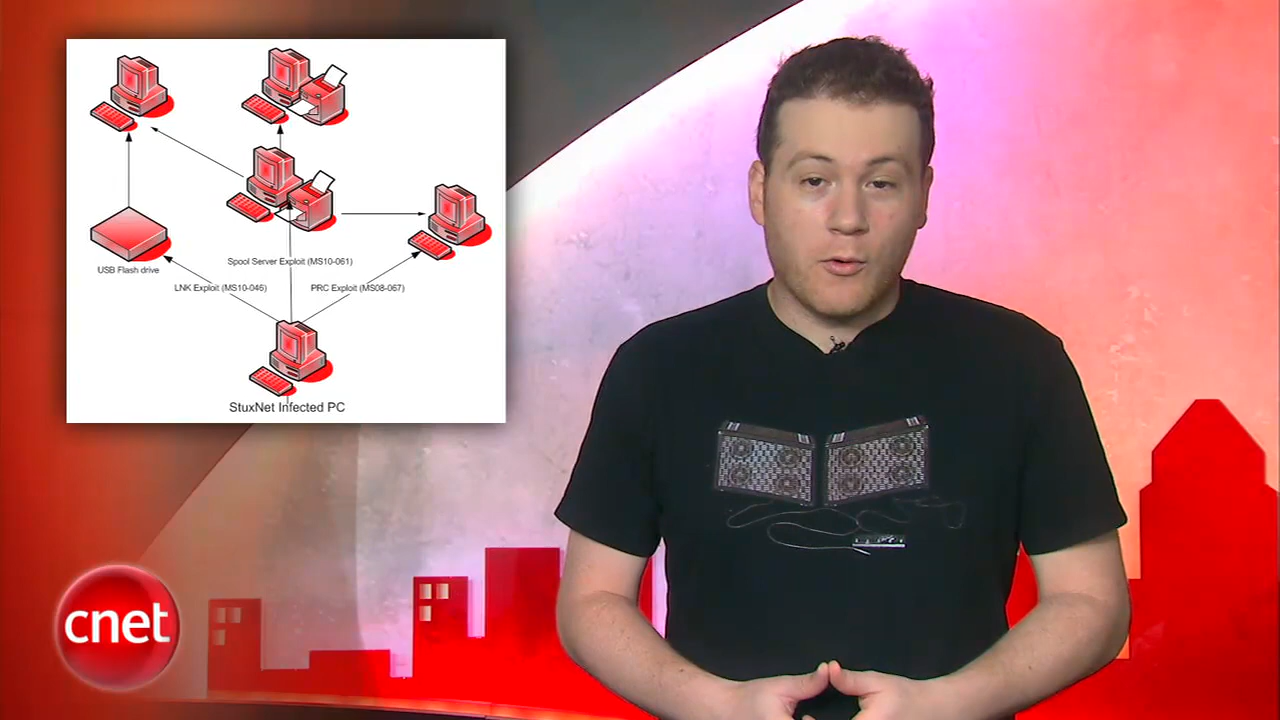 USB Flash drive
Spool Server Exploit (MS10-061)
LNK Exploit (MS10-046)
PRC Exploit (MS08-067)
StuxNet Infected PC
cnet